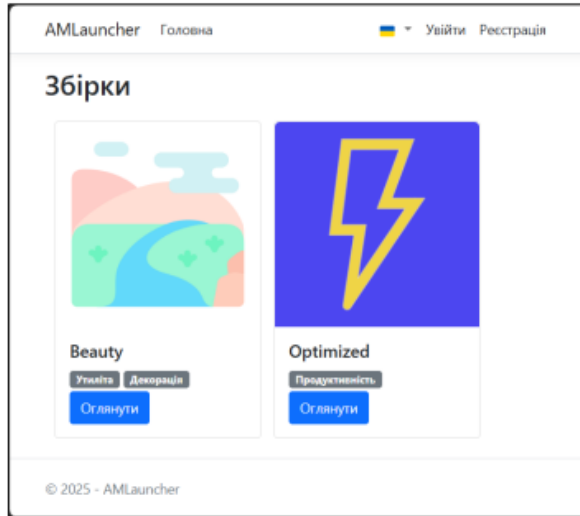 AMLauncher Головна Увійти Реєстрація
Збірки
Beauty
Утиліта Декорація
Оглянути
Optimized
Продуктивність
Оглянути
© 2025 - AMLauncher